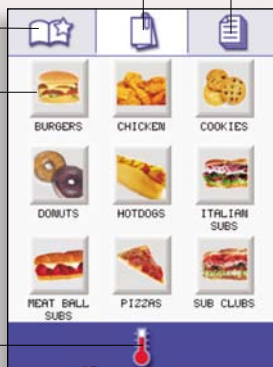 BURGERS
CHICKEN
COOKIES
DONUTS
HOTDOGS
ITALIAN
SUBS
MEAT BALL
SUBS
PIZZAS
SUB CLUBS